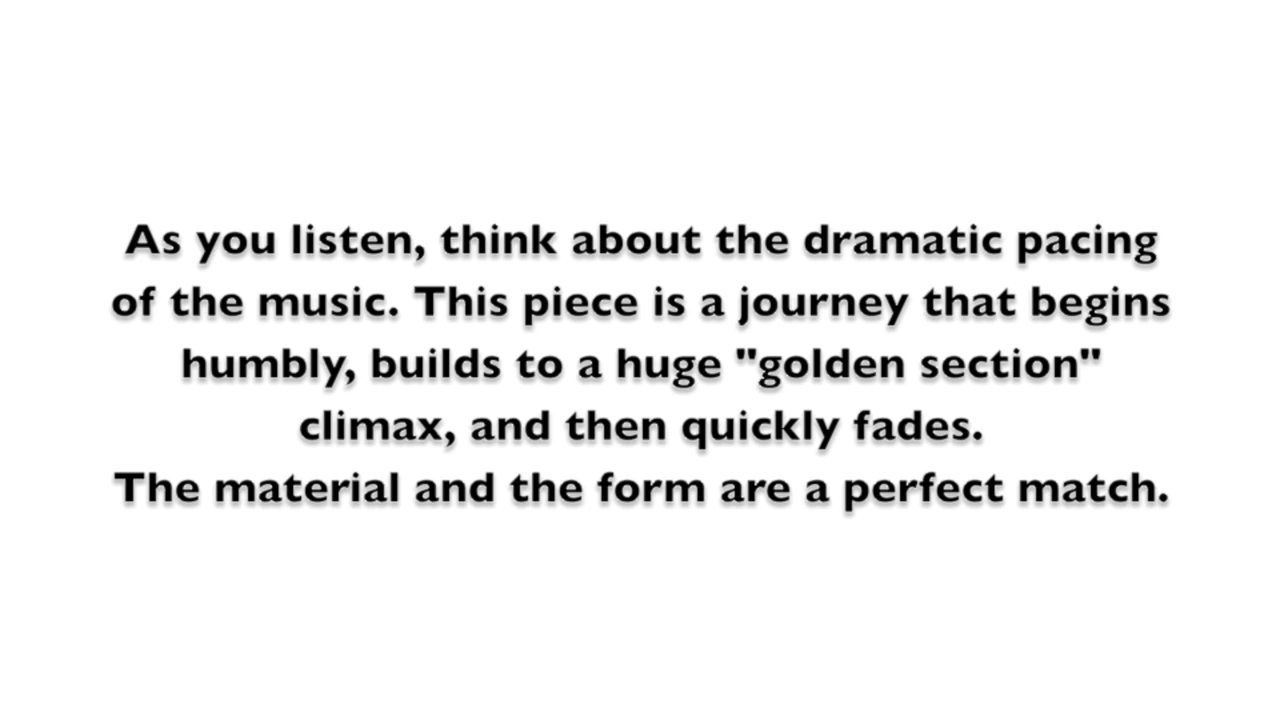 As you listen, think about the dramatic pacing
of the music. This piece is a journey that begins
humbly, builds to a huge "golden section"
climax, and then quickly fades.
The material and the form are a perfect match.